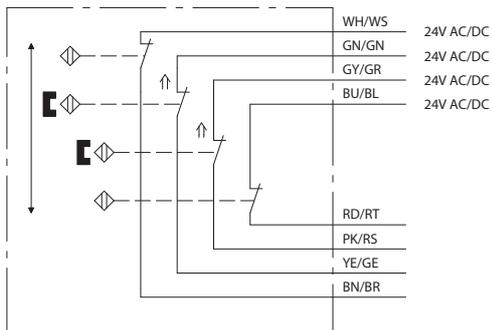 WH/WS 24V AC/DC
GN/GN 24V AC/DC
GY/GR 24V AC/DC
BU/BL 24V AC/DC
RD/RT
PK/RS
YE/GE
BN/BR